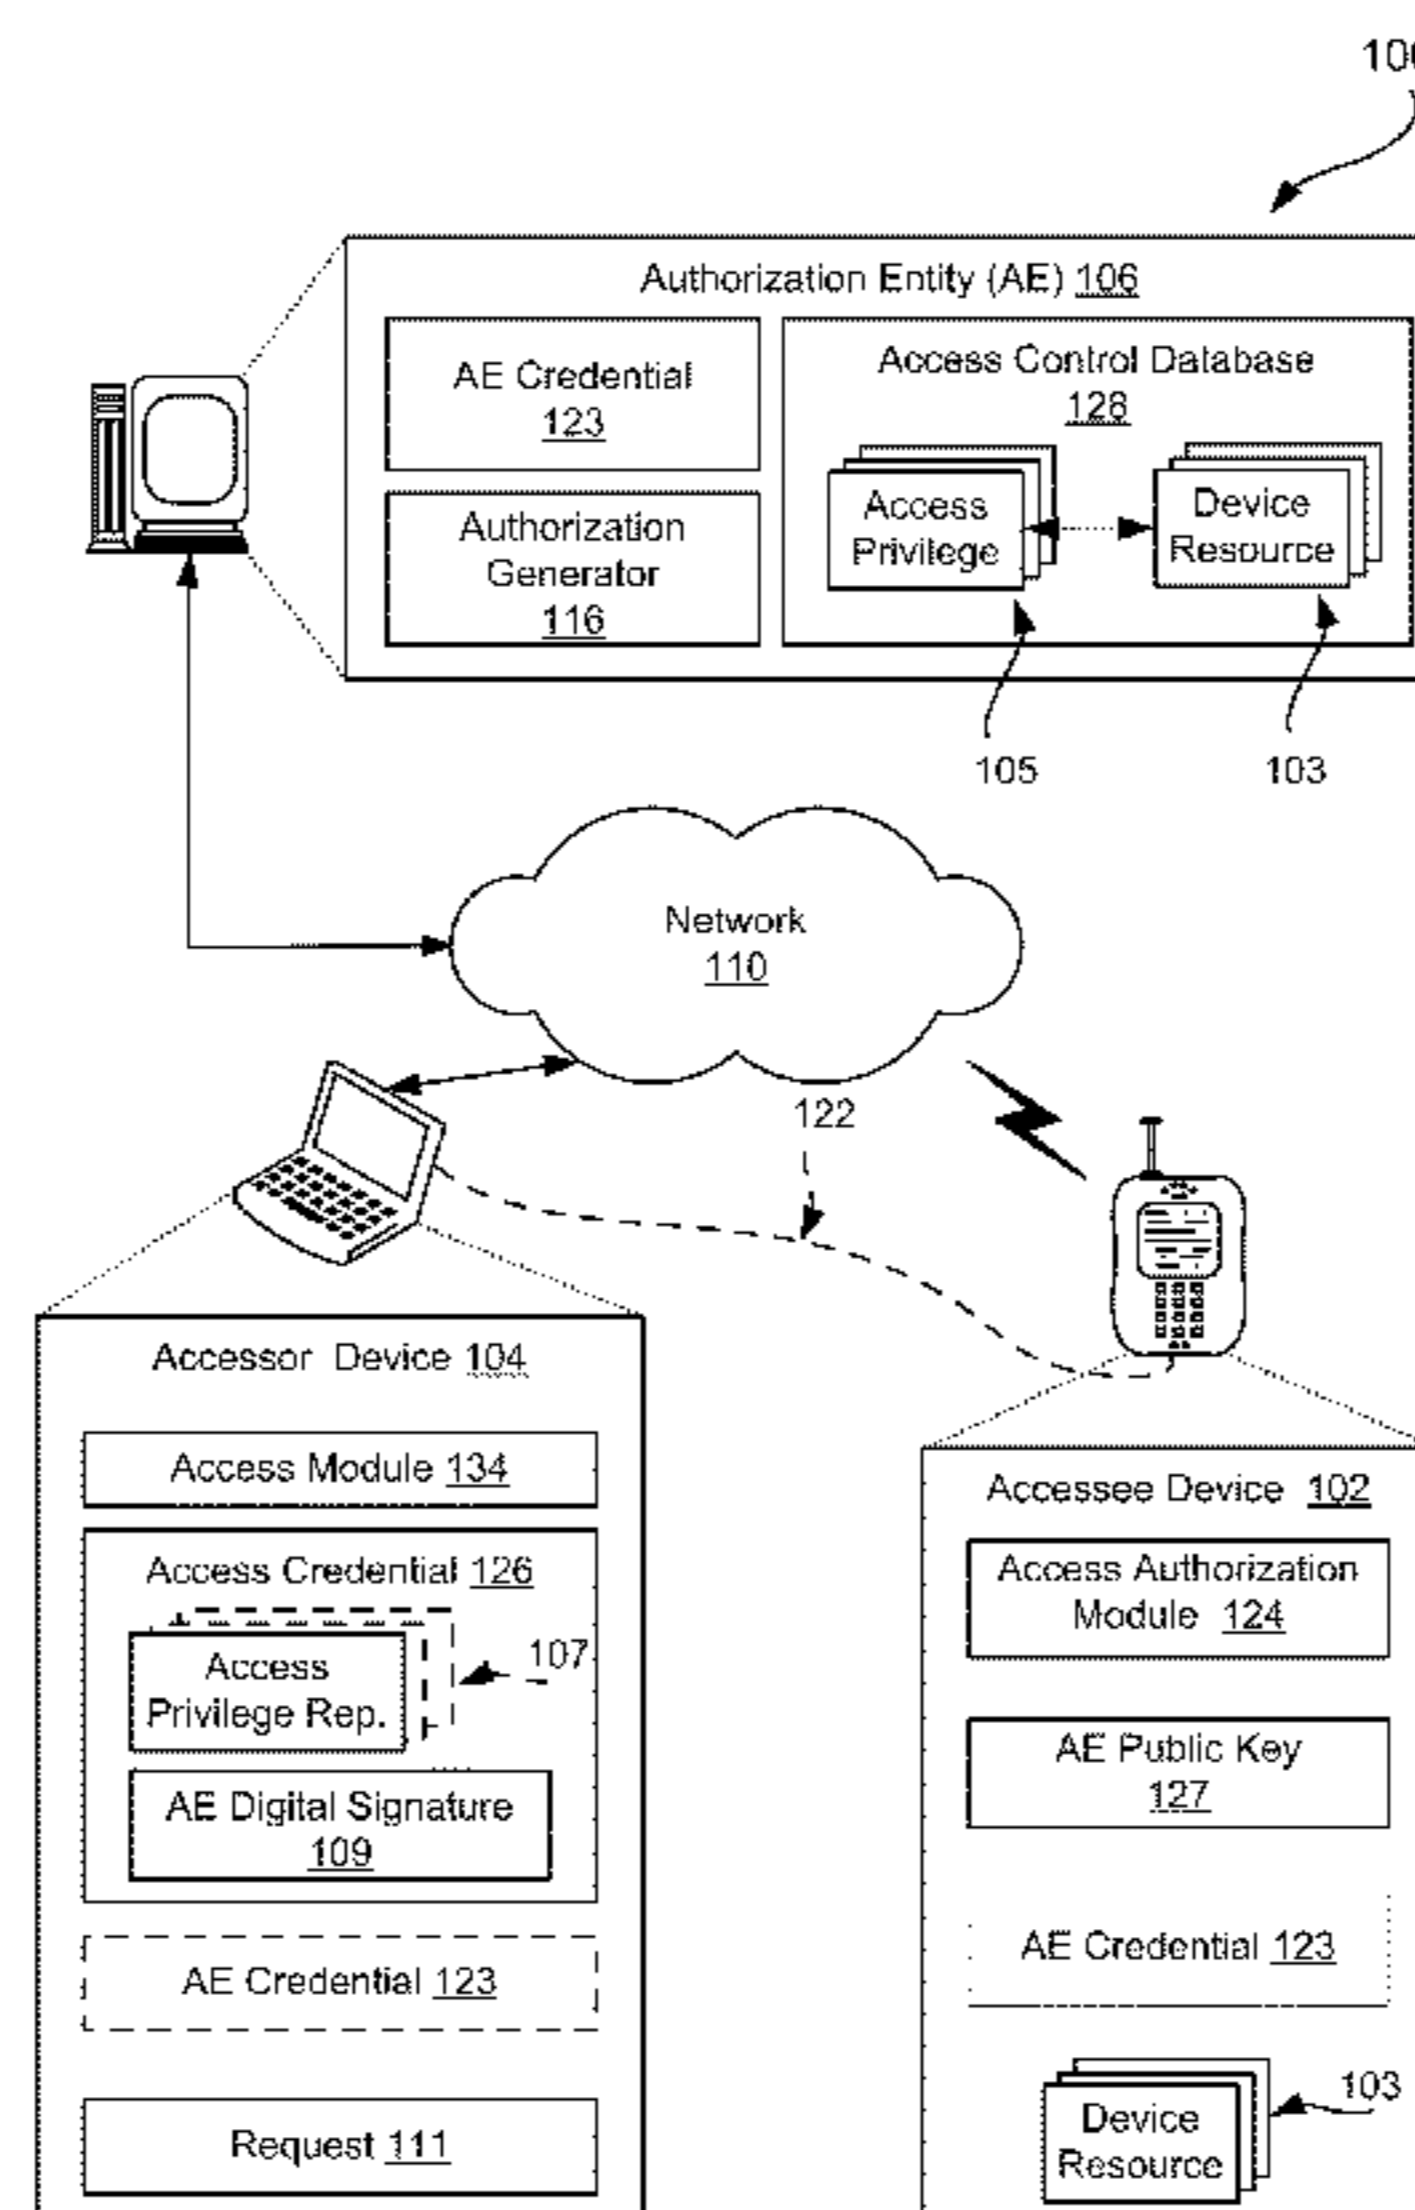 Authorization Entity (AE) 106
AE Credential
123
Authorization
Generator
116
Access Control Database
128
Access
Privilege
Device
Resource
105
103
Network
110
122
Accessor Device 104
Access Module 134
Access Credential 126
Access
Privilege Rep.
107
AE Digital Signature
109
AE Credential 123
Request 111
Accessee Device 102
Access Authorization
Module 124
AE Public Key
127
AE Credential 123
Device
Resource
103